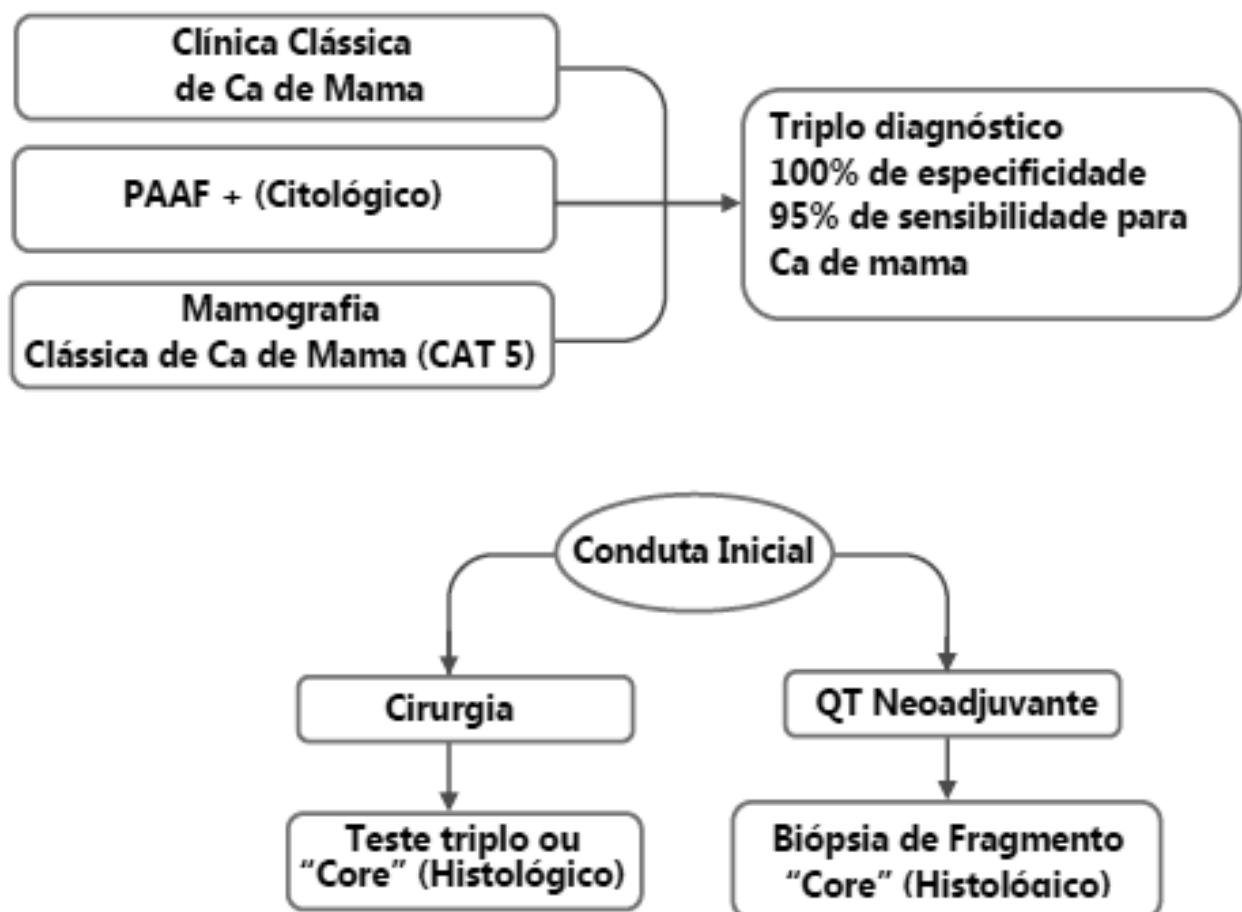 Clínica Clássica
de Ca de Mama
PAAF + (Citológico)
Mamografia
Clássica de Ca de Mama (CAT 5)
Triplo diagnóstico
100% de especificidade
95% de sensibilidade para
Ca de mama
Conduta Inicial
Cirurgia
QT Neoadjuvante
Teste triplo ou
“Core” (Histológico)
Biópsia de Fragmento
“Core” (Histológico)